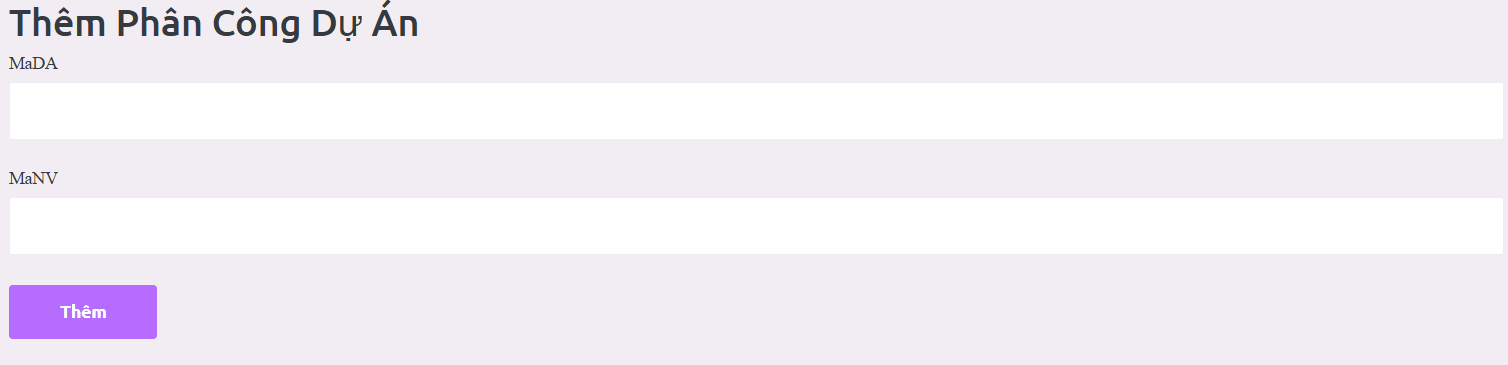 Thêm Phân Công Dự Án
MaDA
MaNV
Thêm